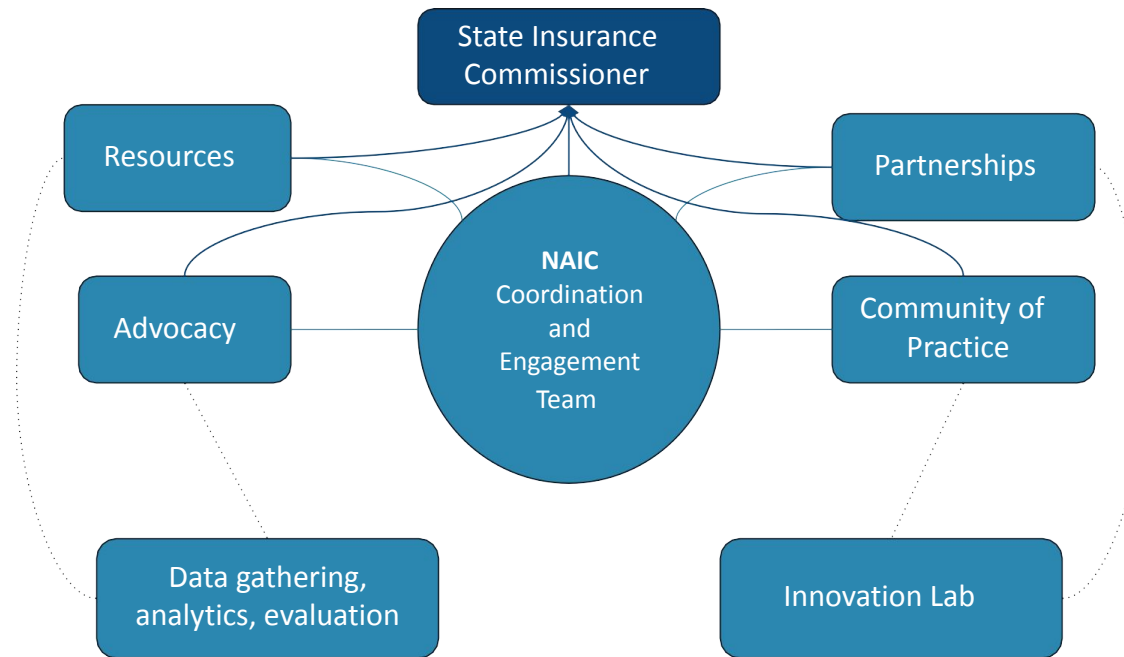 State Insurance
Commissioner
Resources
Partnerships
NAIC
Coordination
and
Engagement
Team
Advocacy
Community of
Practice
Data gathering,
analytics, evaluation
Innovation Lab